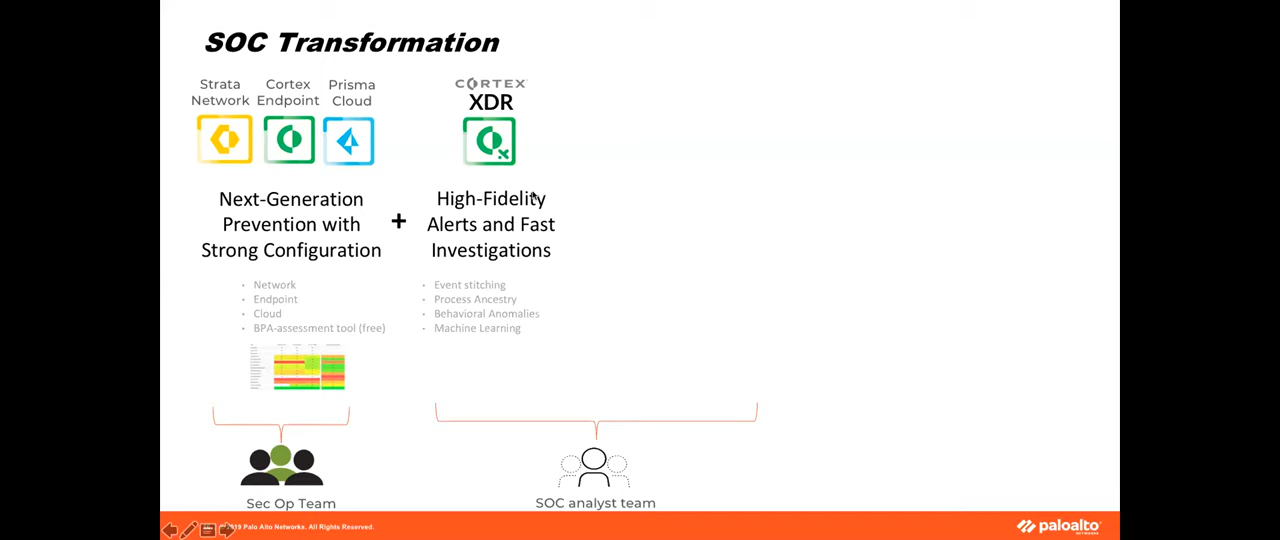 SOC Transformation
Strata
Network
Cortex
Endpoint
Prisma
Cloud
CORTEX
XDR
Next-Generation
Prevention with
Strong Configuration
+
High-Fidelity
Alerts and Fast
Investigations
• Network
• Endpoint
• Cloud
• BPA-assessment tool (free)
• Event stitching
• Process Ancestry
• Behavioral Anomalies
• Machine Learning
Sec Op Team
SOC analyst team
2019 Palo Alto Networks. All Rights Reserved.
paloalto
NETWORKS